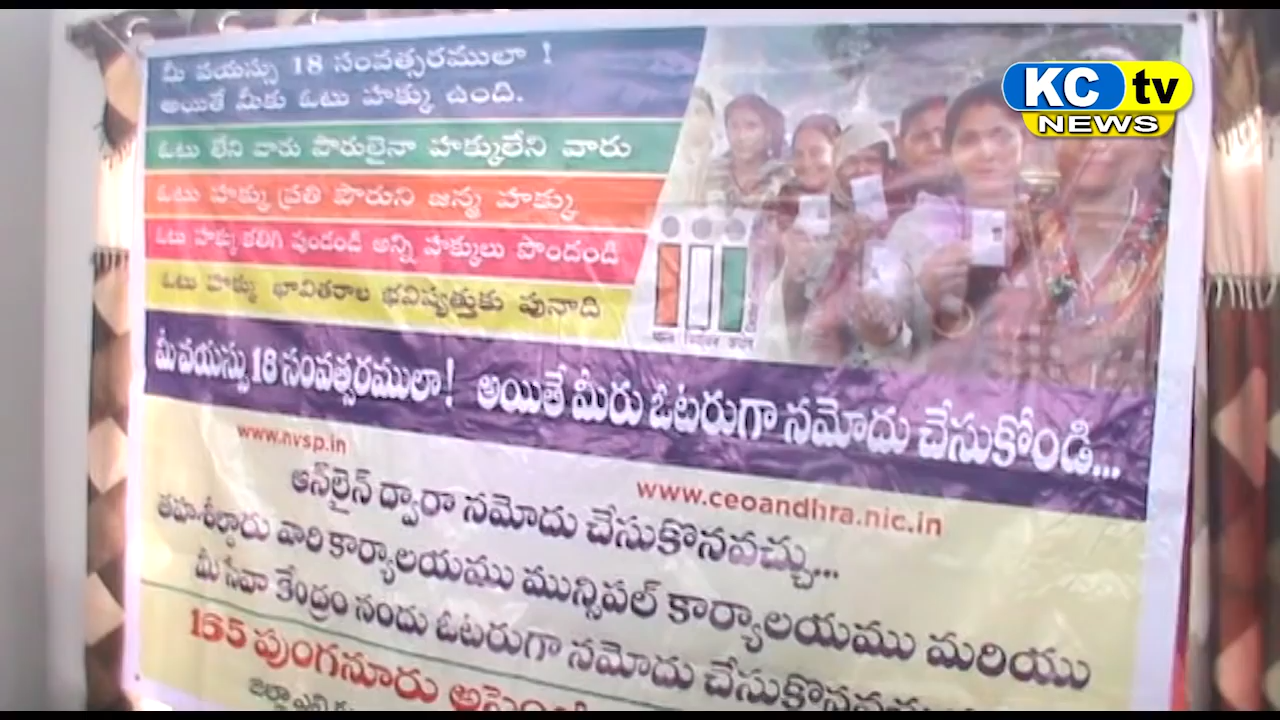 KC tv
NEWS
మీ వయస్సు 18 సంవత్సరములా !
అయితే మీకు ఓటు హక్కు ఉంది.
ఓటు లేని వారు పౌరులైనా హక్కులేని వారు
ఓటు హక్కు ప్రతి పౌరుని జన్మ హక్కు
ఓటు హక్కు కలిగి వుండండి అన్ని హక్కులు పొందండి
ఓటు హక్కు భావితరాల భవిష్యత్తుకు పునాది
మీ వయస్సు 18 సంవత్సరములా! అయితే మీరు ఓటరుగా నమోదు చేసుకోండి...
www.nvsp.in
www.ceoandhra.nic.in
ఆన్‌లైన్ ద్వారా నమోదు చేసుకొనవచ్చు...
తహశీల్దారు వారి కార్యాలయము మున్సిపల్ కార్యాలయము మరియు
మీ సేవా కేంద్రం నందు ఓటరుగా నమోదు
165 పుంగనూరు